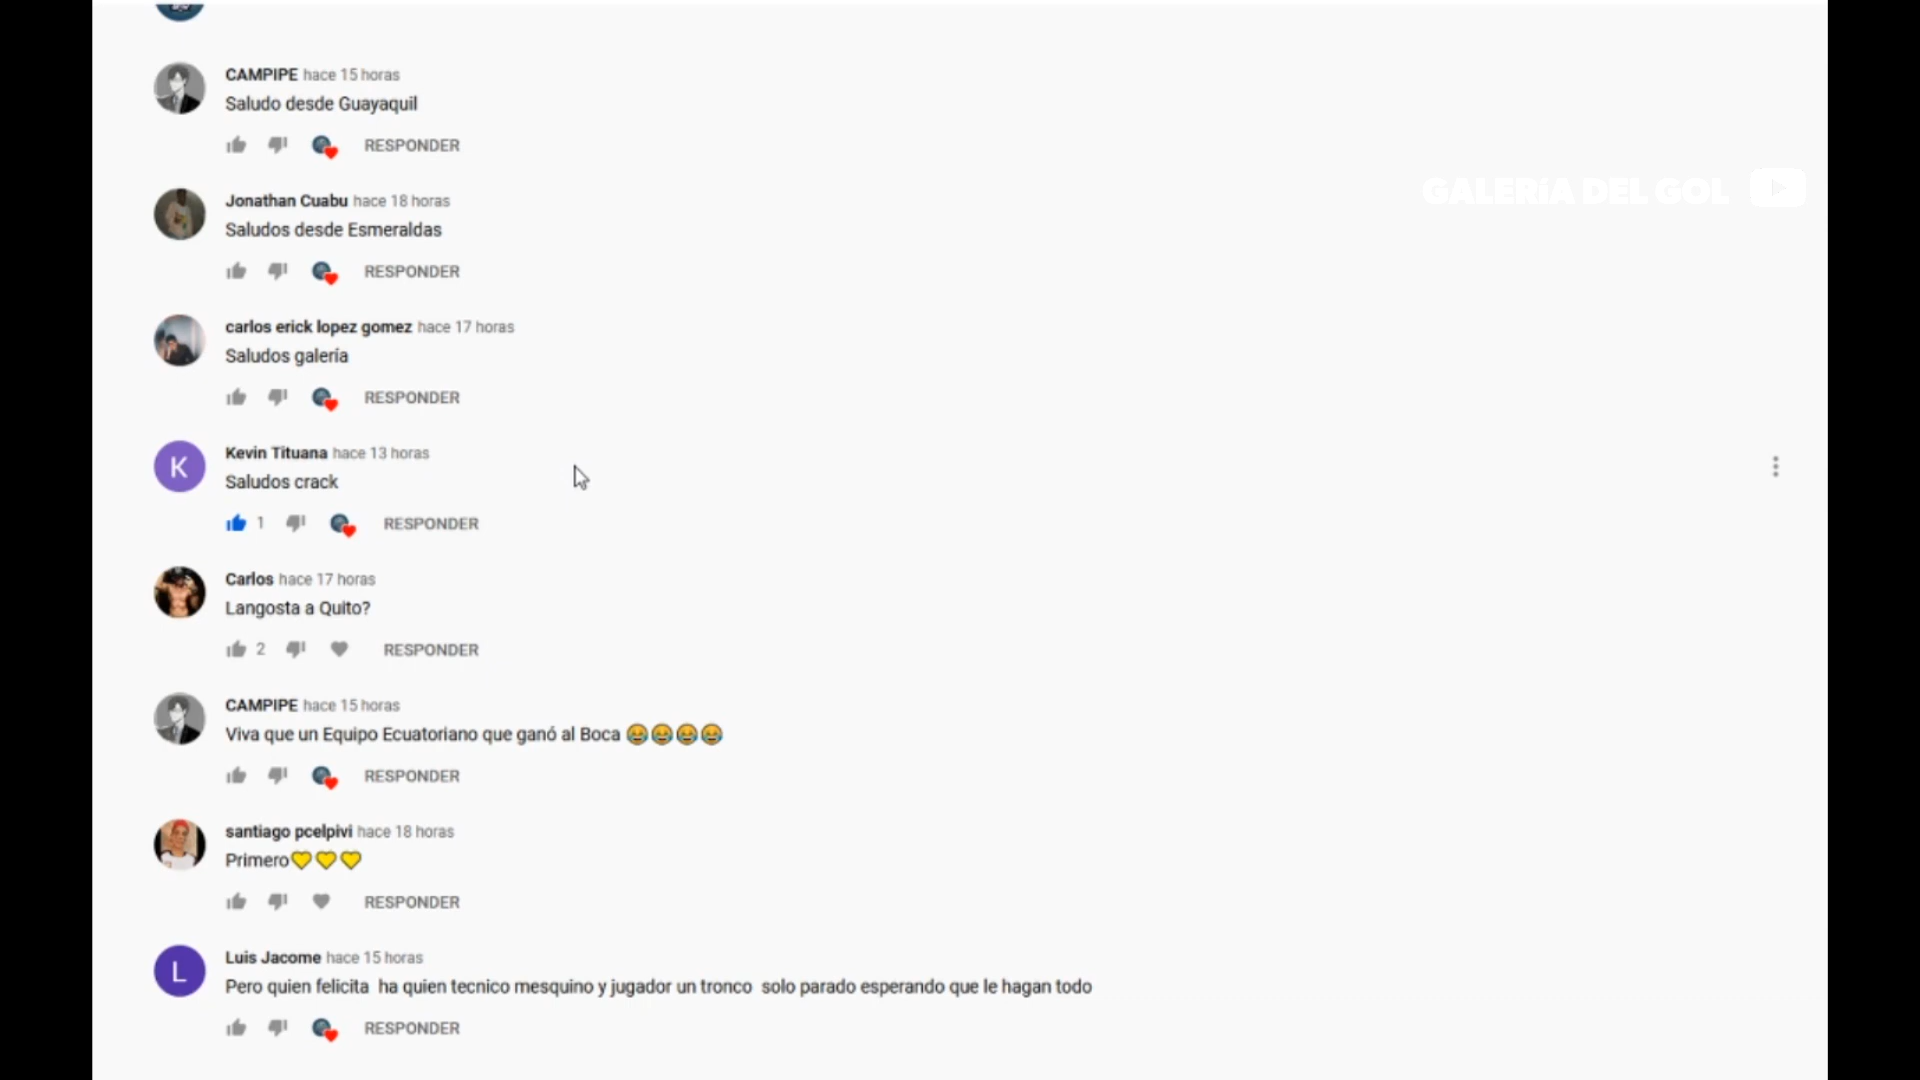 CAMPIPE hace 15 horas
Saludo desde Guayaquil
RESPONDER
GALERÍA DEL GOL
Jonathan Cuabu hace 18 horas
Saludos desde Esmeraldas
RESPONDER
carlos erick lopez gomez hace 17 horas
Saludos galería
RESPONDER
K
Kevin Tituana hace 13 horas
Saludos crack
1 RESPONDER
Carlos hace 17 horas
Langosta a Quito?
2 RESPONDER
CAMPIPE hace 15 horas
Viva que un Equipo Ecuatoriano que ganó al Boca 😂😂😂😂
RESPONDER
santiago pcelpivi hace 18 horas
Primero💛💛💛
RESPONDER
L
Luis Jacome hace 15 horas
Pero quien felicita ha quien tecnico mesquino y jugador un tronco solo parado esperando que le hagan todo
RESPONDER